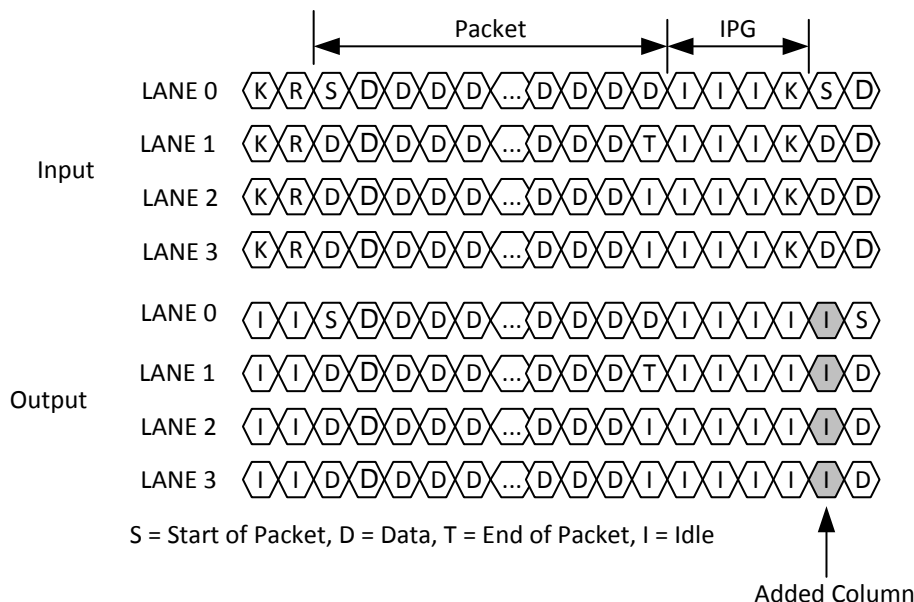 Packet IPG
Input
LANE 0 K R S D D D D ... D D D D I I I K S D
LANE 1 K R D D D D D ... D D D T I I I K D D
LANE 2 K R D D D D D ... D D D I I I I K D D
LANE 3 K R D D D D D ... D D D I I I I K D D
Output
LANE 0 I I S D D D D ... D D D D I I I I I S
LANE 1 I I D D D D D ... D D D T I I I I I D
LANE 2 I I D D D D D ... D D D I I I I I I D
LANE 3 I I D D D D D ... D D D I I I I I I D
S = Start of Packet, D = Data, T = End of Packet, I = Idle
Added Column